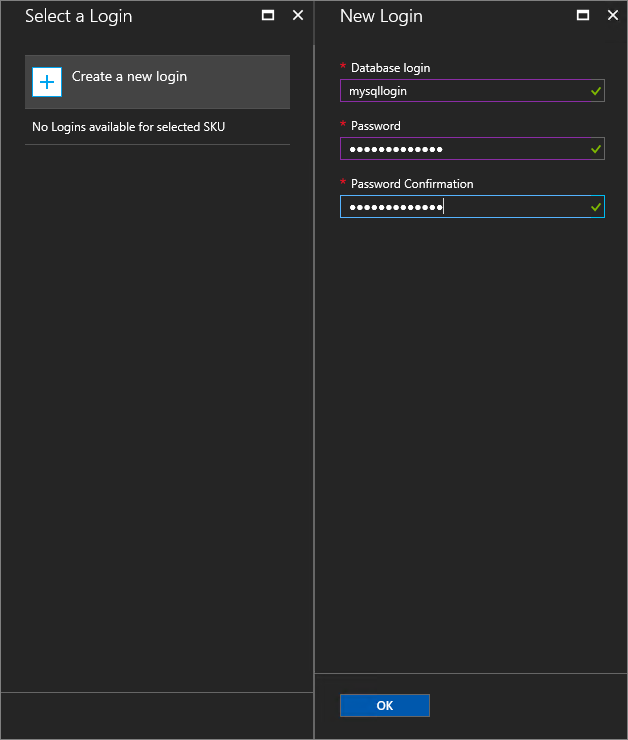 Select a Login
Create a new login
No Logins available for selected SKU
New Login
* Database login
mysqllogin
* Password
●●●●●●●●●●●●●
* Password Confirmation
●●●●●●●●●●●●●
OK